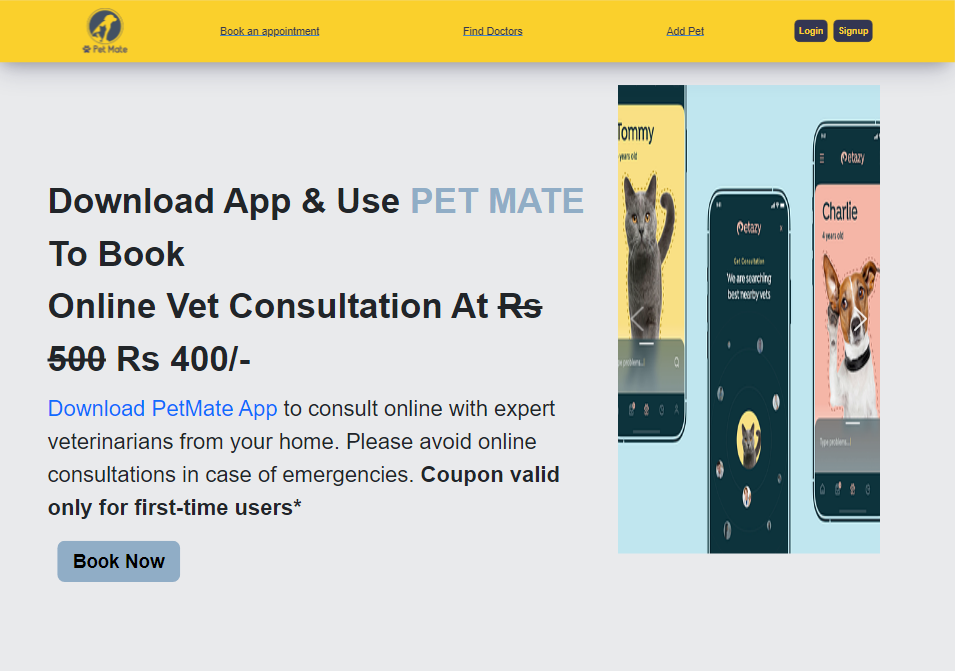 Pet Mate
Book an appointment
Find Doctors
Add Pet
Login
Signup
Download App & Use PET MATE
To Book
Online Vet Consultation At Rs
500 Rs 400/-
Download PetMate App to consult online with expert
veterinarians from your home. Please avoid online
consultations in case of emergencies. Coupon valid
only for first-time users*
Book Now
Tommy
years old
Type problems...
Petazy
Get Consultation
We are searching
best nearby vets
Petazy
Charlie
4 years old
Type problems...